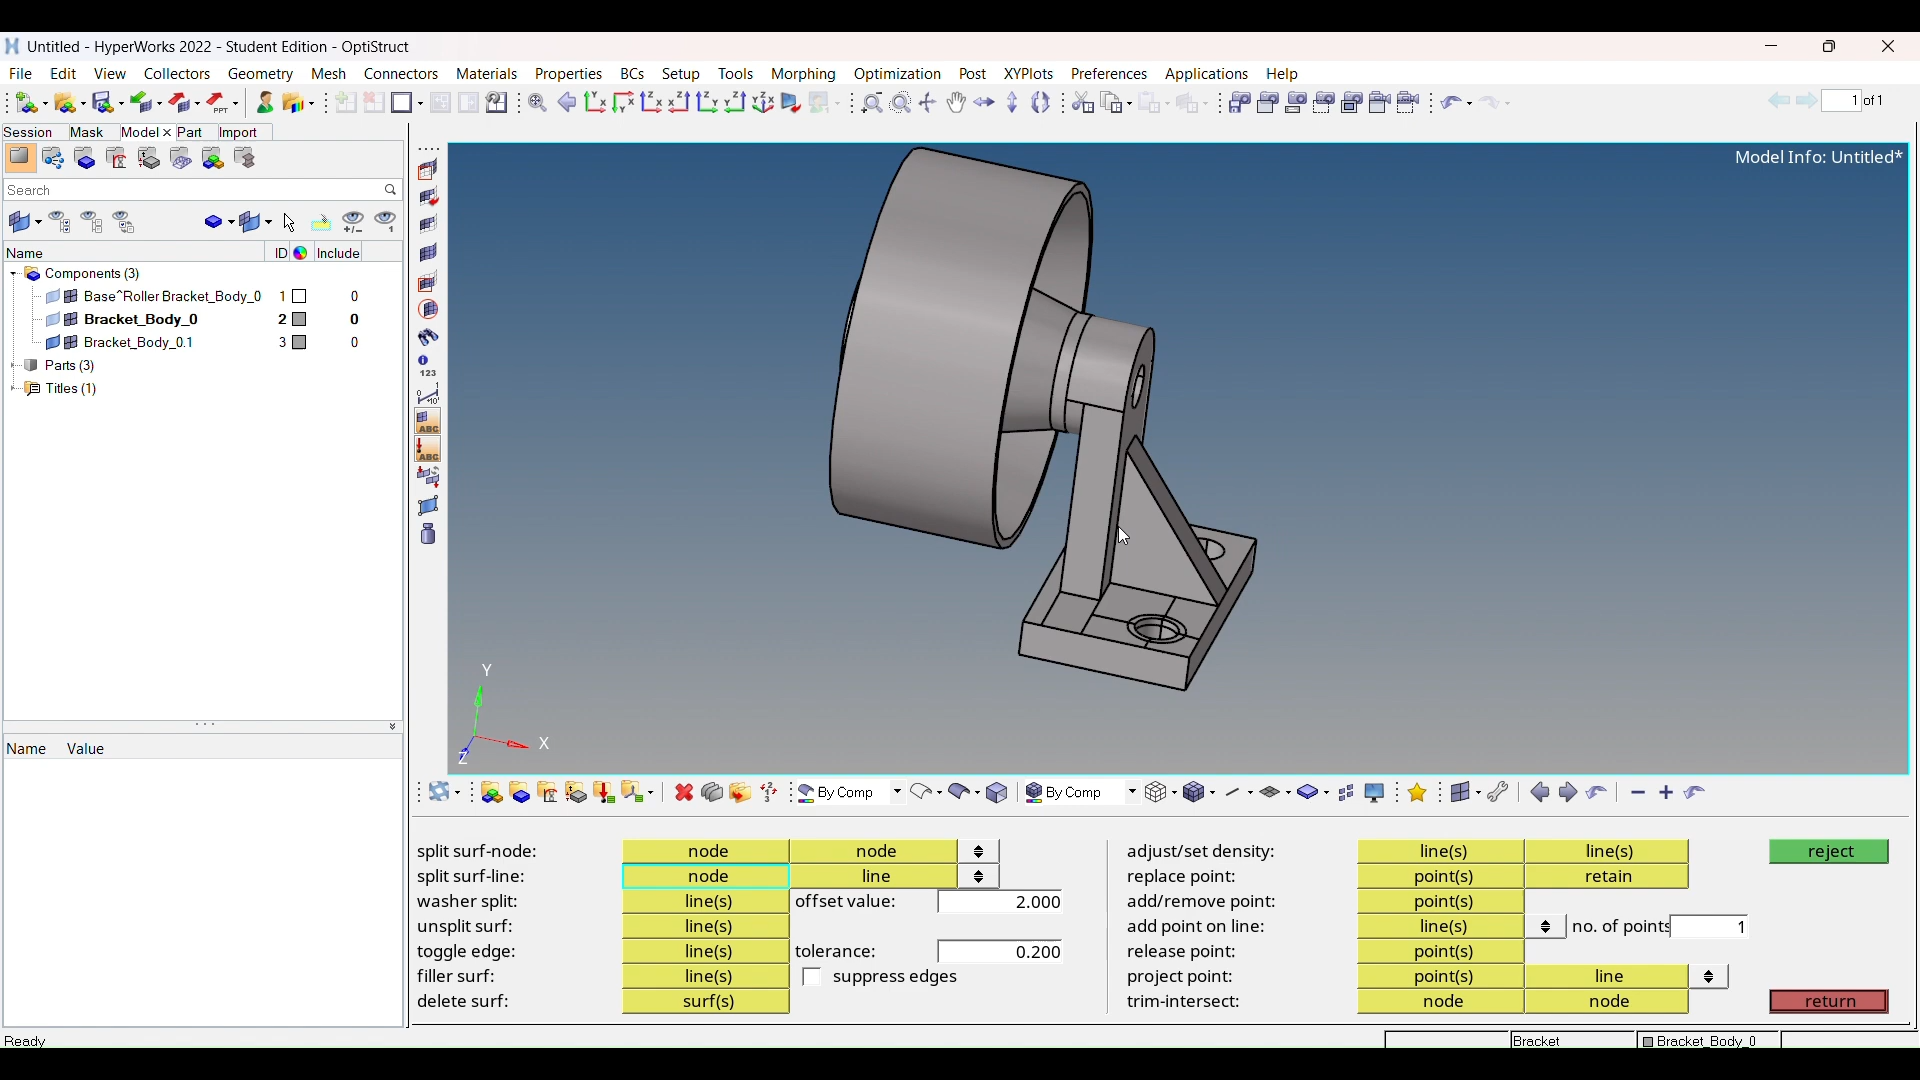 Untitled - HyperWorks 2022 - Student Edition - OptiStruct
File Edit View Collectors Geometry Mesh Connectors Materials Properties BCs Setup Tools Morphing Optimization Post XYPlots Preferences Applications Help
1 of 1
Session Mask Model × Part Import
Search
Name ID Include
Components (3)
Base^Roller Bracket_Body_0 1 0
Bracket_Body_0 2 0
Bracket_Body_0.1 3 0
Parts (3)
Titles (1)
Name Value
Model Info: Untitled*
Y
X
Z
By Comp By Comp
split surf-node: node node adjust/set density: line(s) line(s) reject
split surf-line: node line replace point: point(s) retain
washer split: line(s) offset value: 2.000 add/remove point: point(s)
unsplit surf: line(s) add point on line: line(s) no. of points 1
toggle edge: line(s) tolerance: 0.200 release point: point(s)
filler surf: line(s) suppress edges project point: point(s) line
delete surf: surf(s) trim-intersect: node node return
Ready Bracket Bracket_Body_0